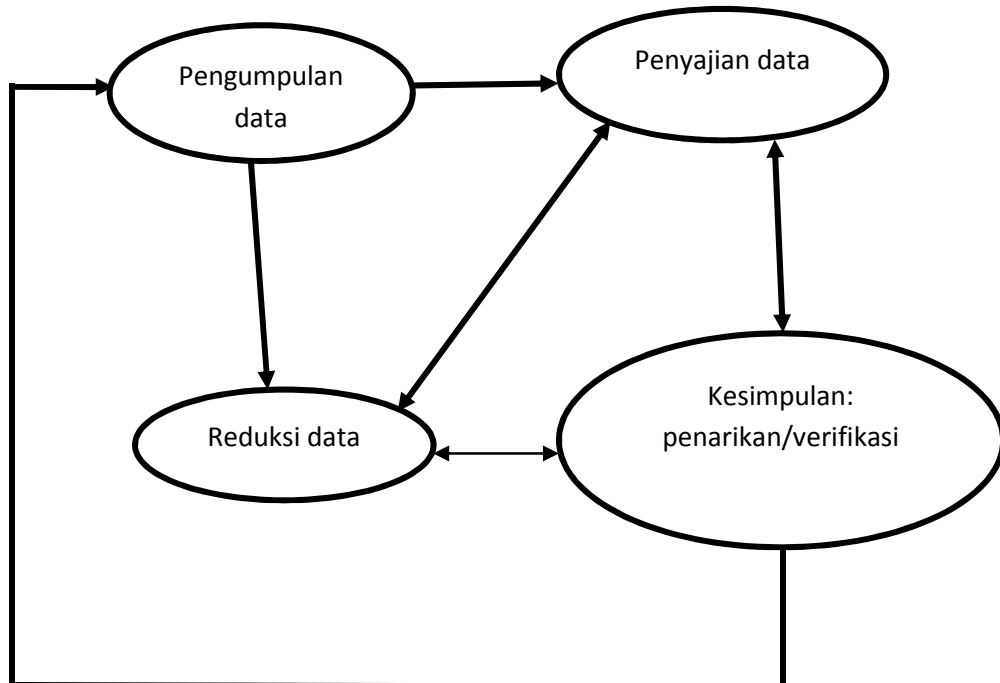 Pengumpulan
data
Penyajian data
Reduksi data
Kesimpulan:
penarikan/verifikasi